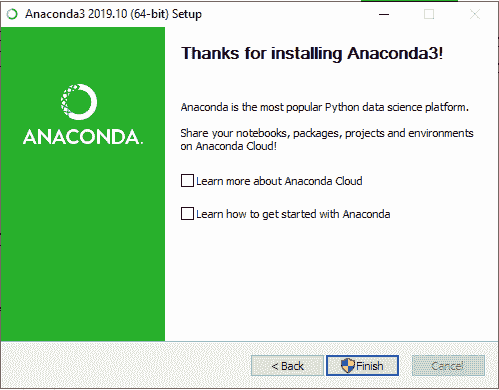 Anaconda3 2019.10 (64-bit) Setup
Thanks for installing Anaconda3!
ANACONDA.
Anaconda is the most popular Python data science platform.
Share your notebooks, packages, projects and environments
on Anaconda Cloud!
Learn more about Anaconda Cloud
Learn how to get started with Anaconda
< Back
Finish
Cancel